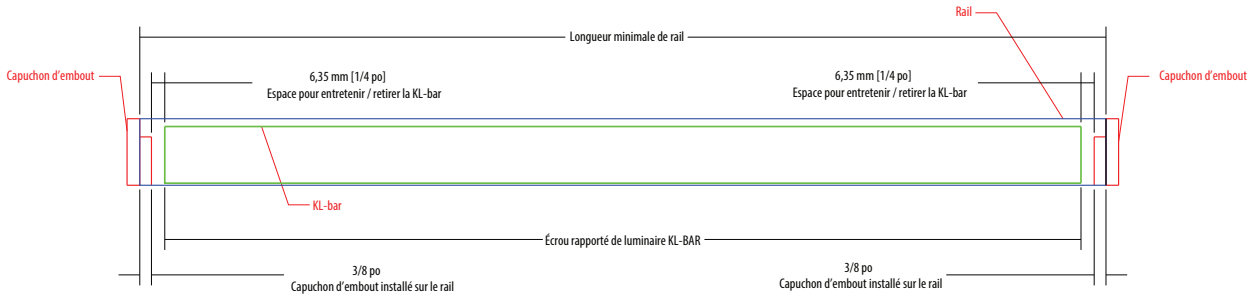 Rail
Longueur minimale de rail
Capuchon d'embout
6,35 mm [1/4 po]
Espace pour entretenir / retirer la KL-bar
6,35 mm [1/4 po]
Espace pour entretenir / retirer la KL-bar
Capuchon d'embout
KL-bar
Écrou rapporté de luminaire KL-BAR
3/8 po
Capuchon d'embout installé sur le rail
3/8 po
Capuchon d'embout installé sur le rail